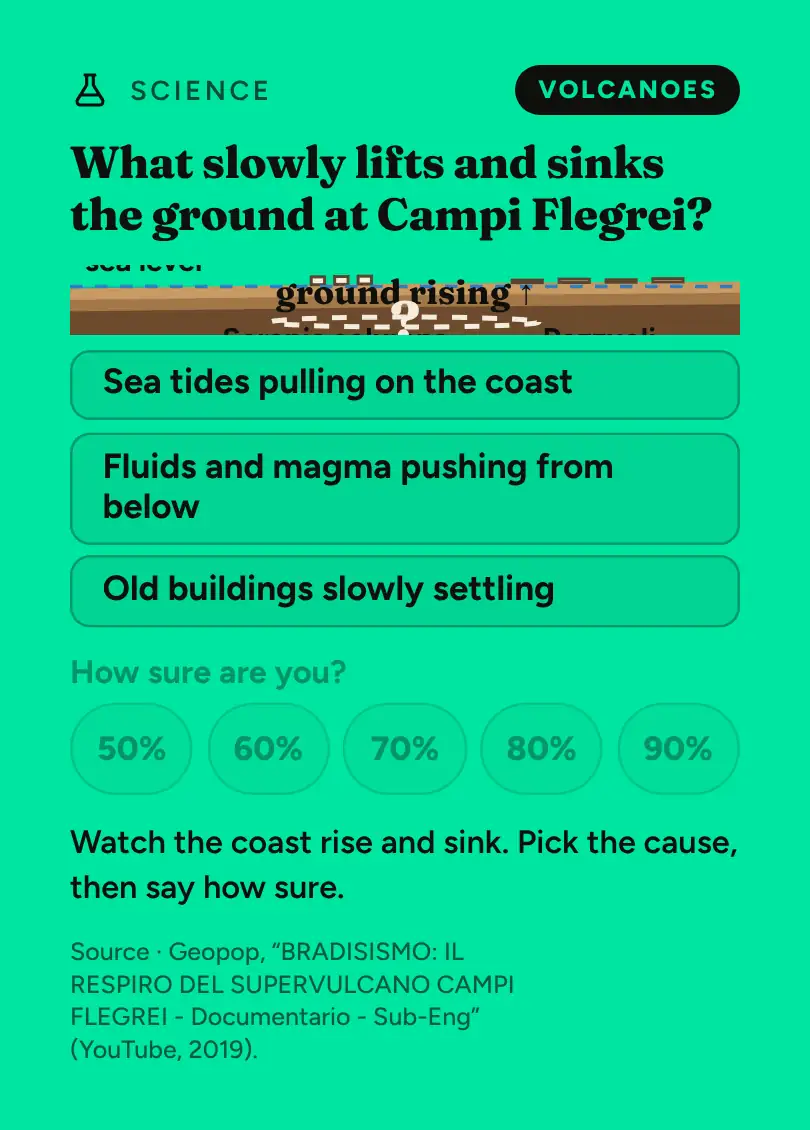 SCIENCE
VOLCANOES
What slowly lifts and sinks
the ground at Campi Flegrei?
sea level
ground rising ↑
?
Pozzuoli
Sea tides pulling on the coast
Fluids and magma pushing from
below
Old buildings slowly settling
How sure are you?
50% 60% 70% 80% 90%
Watch the coast rise and sink. Pick the cause,
then say how sure.
Source · Geopop, “BRADISISMO: IL
RESPIRO DEL SUPERVULCANO CAMPI
FLEGREI - Documentario - Sub-Eng”
(YouTube, 2019).